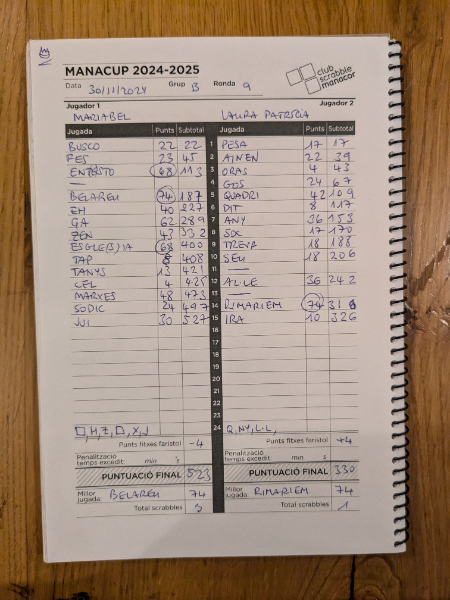 MANACUP 2024-2025
club scrabble manacor
Data 30/11/2024 Grup B Ronda 9
Jugador 1 Jugador 2
MARIABEL LAURA PATRICIA
Jugada Punts Subtotal Jugada Punts Subtotal
BUSCO 22 22 1 PESA 17 17
FES 23 45 2 AINEN 22 39
68 113 3 ORAS 4 43
— 4 GOS 24 67
BELAREU 74 187 5 QUADRI 42 109
EH 40 227 6 DIT 8 117
GA 62 289 7 ANY 36 153
ZEN 43 332 8 SOC 17 170
ESGLE(S)IA 68 400 9 TREVA 18 188
TAP 8 408 10 SEU 18 206
TANYS 13 421 11 —
CEL 4 425 12 AL·LE 36 242
MARXES 48 473 13
SODIC 24 497 14 RIMARIEM 74 316
JUI 30 527 15 IRA 10 326
16
17
18
19
20
21
22
23
24
□, H, Z, □, X, J Q, NY, L·L,
Punts fitxes faristol -4 Punts fitxes faristol +4
Penalització temps excedit: min 's Penalització temps excedit: min s
PUNTUACIÓ FINAL 523 PUNTUACIÓ FINAL 330
Millor jugada: BELAREU 74 Millor jugada: RIMARIEM 74
Total scrabbles 3 Total scrabbles 1